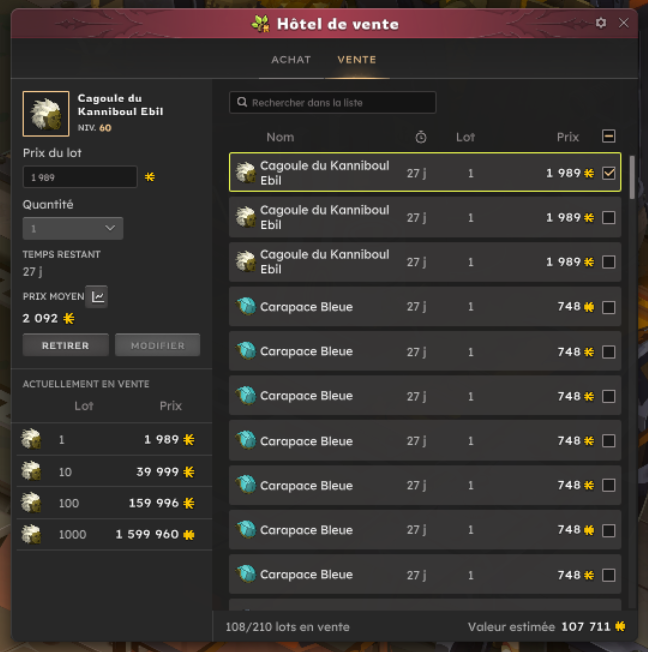 Hôtel de vente
ACHAT
VENTE
Cagoule du
Kanniboul Ebil
NIV. 60
Prix du lot
1 989
Quantité
1
TEMPS RESTANT
27 j
PRIX MOYEN
2 092
RETIRER
MODIFIER
ACTUELLEMENT EN VENTE
Lot Prix
1 1 989
10 39 999
100 159 996
1000 1 599 960
Rechercher dans la liste
Nom Lot Prix
Cagoule du Kanniboul
Ebil
27 j 1 1 989
Cagoule du Kanniboul
Ebil
27 j 1 1 989
Cagoule du Kanniboul
Ebil
27 j 1 1 989
Carapace Bleue 27 j 1 748
Carapace Bleue 27 j 1 748
Carapace Bleue 27 j 1 748
Carapace Bleue 27 j 1 748
Carapace Bleue 27 j 1 748
Carapace Bleue 27 j 1 748
Carapace Bleue 27 j 1 748
108/210 lots en vente
Valeur estimée 107 711